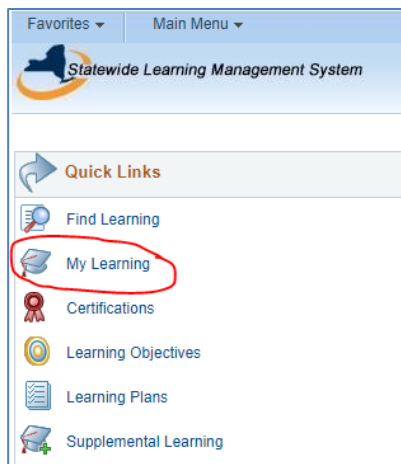 Favorites Main Menu
Statewide Learning Management System
Quick Links
Find Learning
My Learning
Certifications
Learning Objectives
Learning Plans
Supplemental Learning